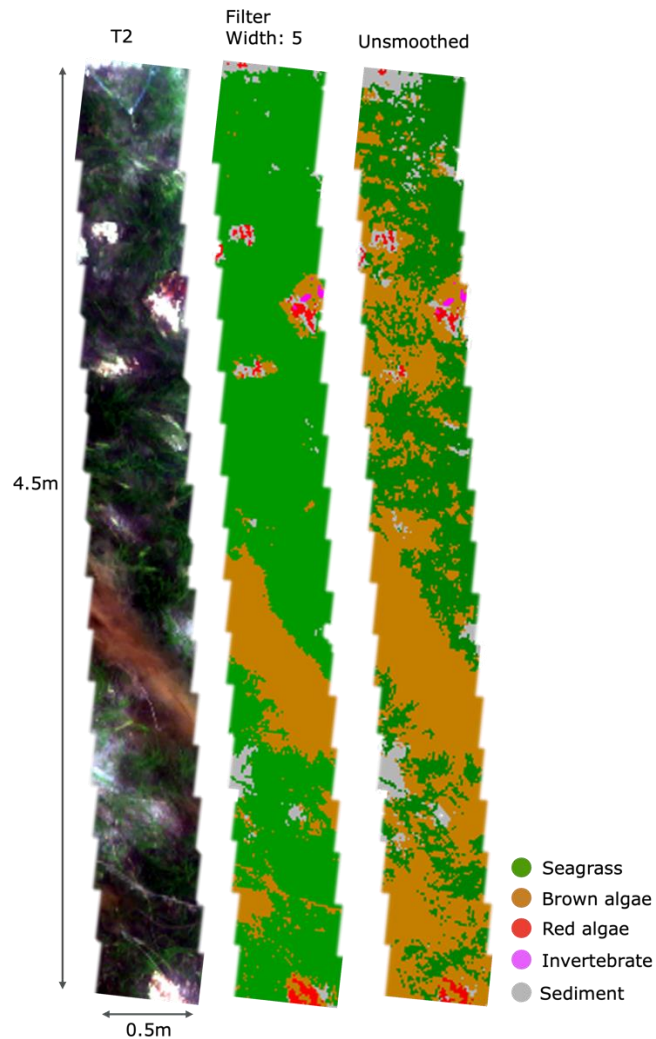 T2
Filter
Width: 5
Unsmoothed
4.5m
Seagrass
Brown algae
Red algae
Invertebrate
Sediment
0.5m